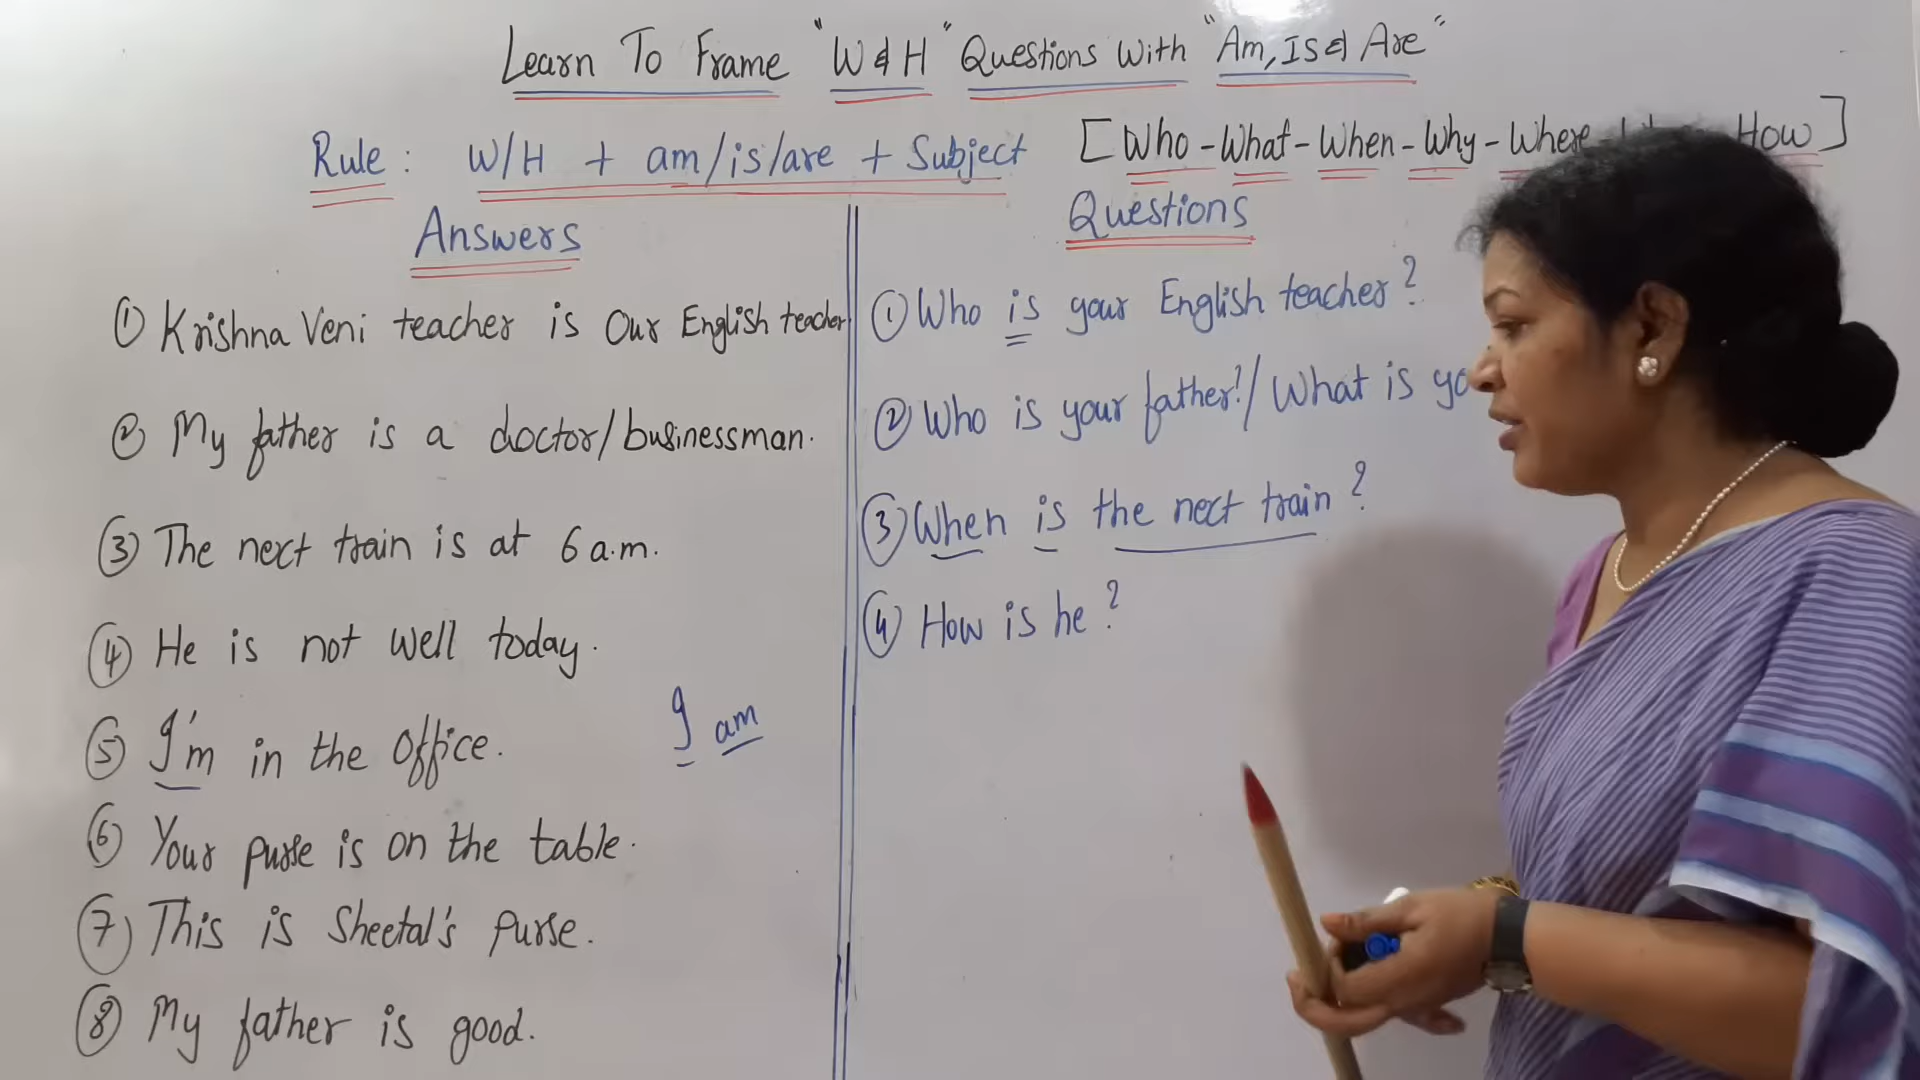 Learn To Frame "W & H" Questions With "Am, Is & Are"
Rule : W/H + am/is/are + Subject
[Who - What - When - Why - Where - How]
Answers
① Krishna Veni teacher is Our English teacher
② My father is a doctor/businessman.
③ The next train is at 6 a.m.
④ He is not well today.
⑤ I'm in the Office.
I am
⑥ Your purse is on the table.
⑦ This is Sheetal's Purse.
⑧ My father is good.
Questions
① Who is your English teacher?
② Who is your father?/ What is
③ When is the next train?
④ How is he?